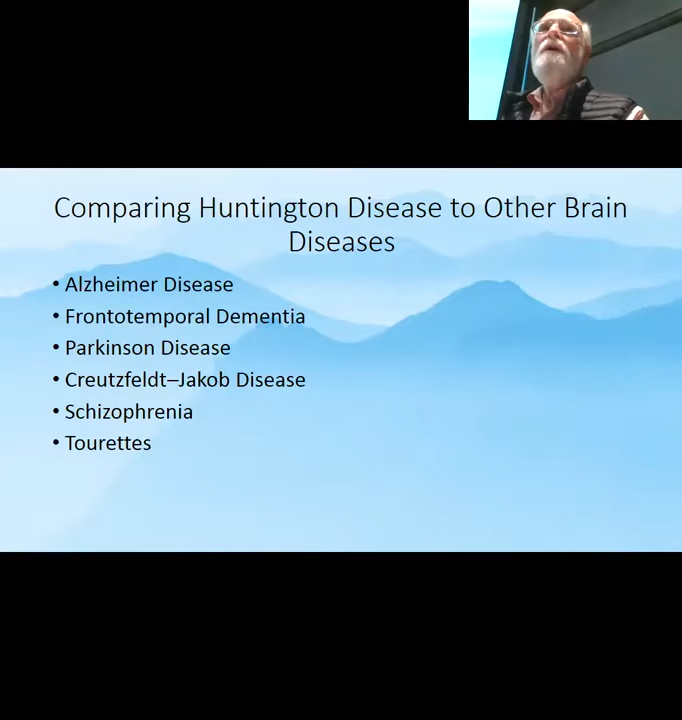 Comparing Huntington Disease to Other Brain
Diseases
• Alzheimer Disease
• Frontotemporal Dementia
• Parkinson Disease
• Creutzfeldt–Jakob Disease
• Schizophrenia
• Tourettes